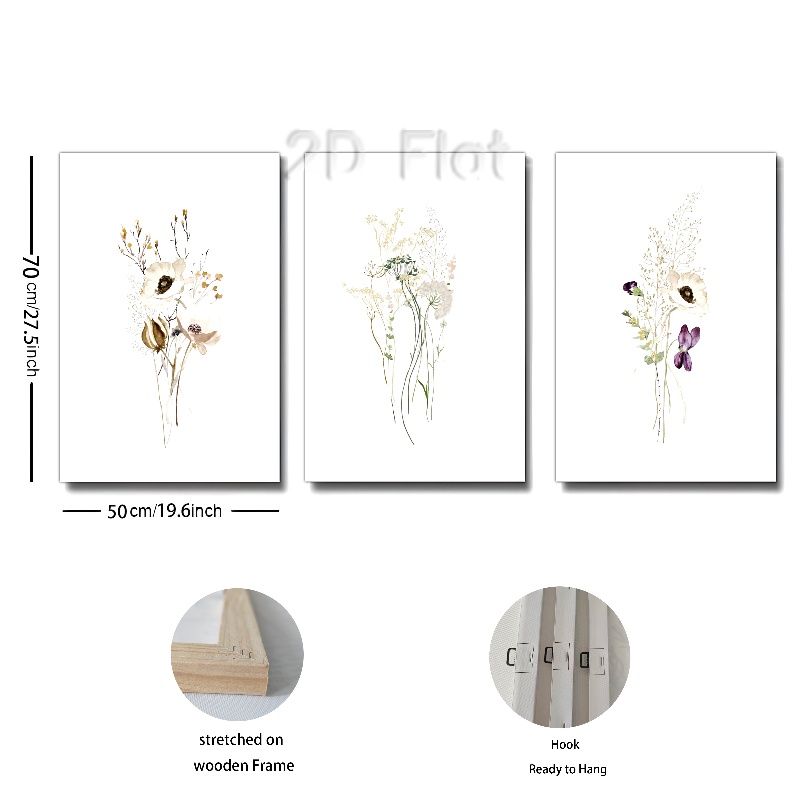 2D Flat
70 cm/27.5inch
50cm/19.6inch
stretched on
wooden Frame
Hook
Ready to Hang